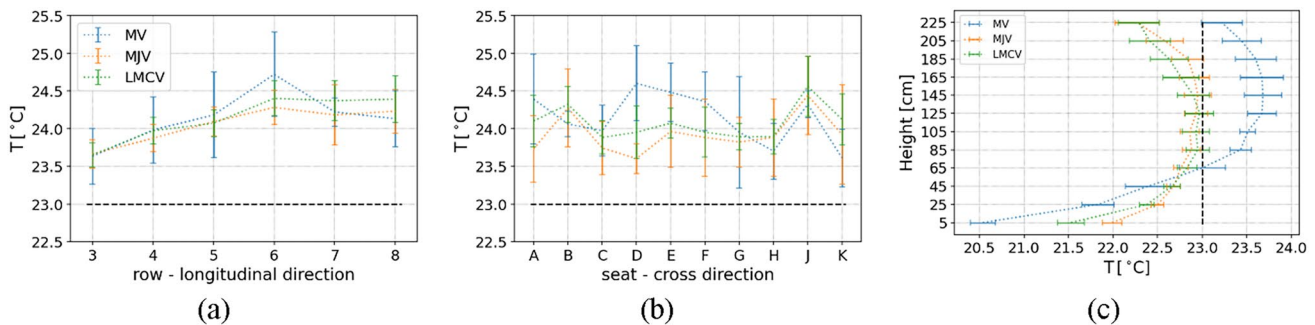 25.5
25.0
24.5
24.0
23.5
23.0
22.5
T[°C]
MV
MJV
LMCV
3 4 5 6 7 8
row - longitudinal direction
(a)
25.5
25.0
24.5
24.0
23.5
23.0
22.5
T[°C]
A B C D E F G H J K
seat - cross direction
(b)
225
205
185
165
145
125
105
85
65
45
25
5
Height [cm]
MV
MJV
LMCV
20.5 21.0 21.5 22.0 22.5 23.0 23.5 24.0
T[°C]
(c)